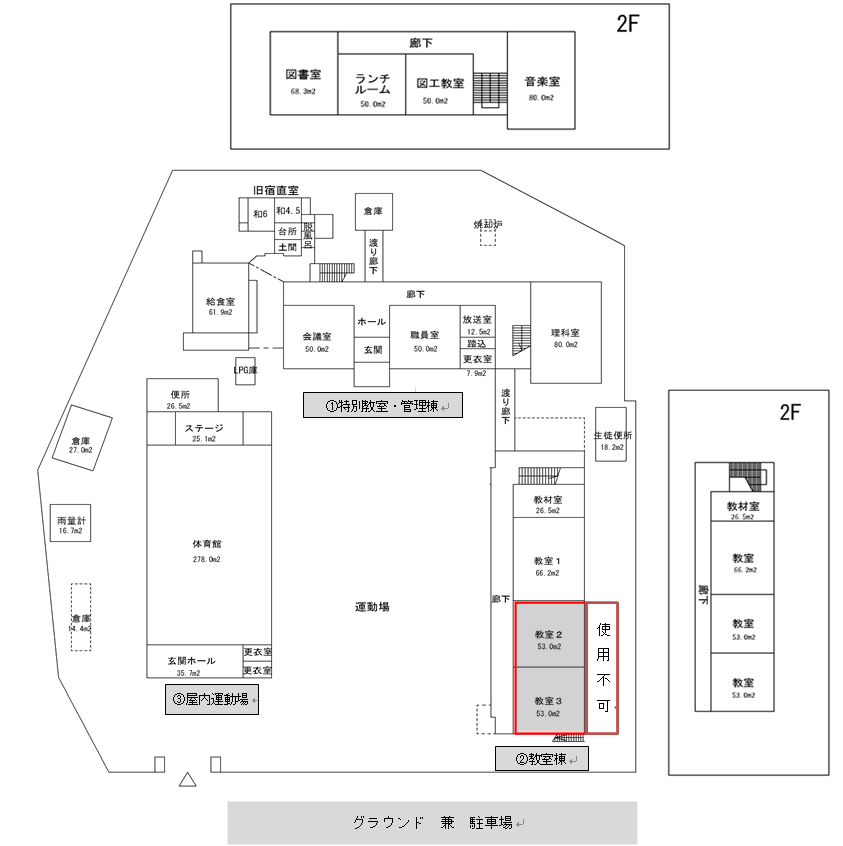 2F
廊下
図書室
68.3m2
ランチ
ルーム
50.0m2
図工教室
50.0m2
音楽室
80.0m2
旧宿直室
和6
和4.5
台所
土間
脱
風
呂
倉庫
渡
り
廊
下
焼却炉
給食室
61.9m2
廊下
会議室
50.0m2
ホール
玄関
職員室
50.0m2
放送室
12.5m2
踏込
更衣室
7.9m2
理科室
80.0m2
LPG庫
①特別教室・管理棟
渡
り
廊
下
便所
26.5m2
ステージ
25.1m2
倉庫
27.0m2
雨量計
16.7m2
倉庫
14.4m2
体育館
278.0m2
玄関ホール
35.7m2
更衣室
更衣室
③屋内運動場
運動場
生徒便所
18.2m2
教材室
26.5m2
教室1
66.2m2
廊下
教室2
53.0m2
教室3
53.0m2
使
用
不
可
②教室棟
2F
教材室
26.5m2
教室
66.2m2
廊下
教室
53.0m2
教室
53.0m2
グラウンド 兼 駐車場